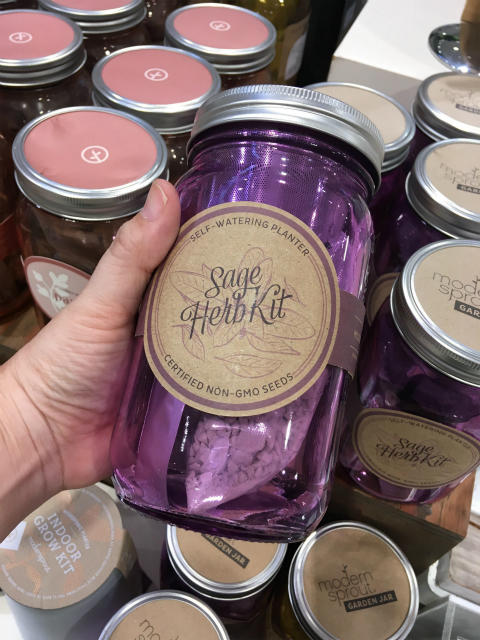 SELF-WATERING PLANTER
Sage
Herb Kit
CERTIFIED NON-GMO SEEDS
modern
sprout
GARDEN
SELF-WATERING PLANTER
Sage
Herb Kit
INDOOR
GROW KIT
GARDEN JAR
modern
sprout
GARDEN JAR